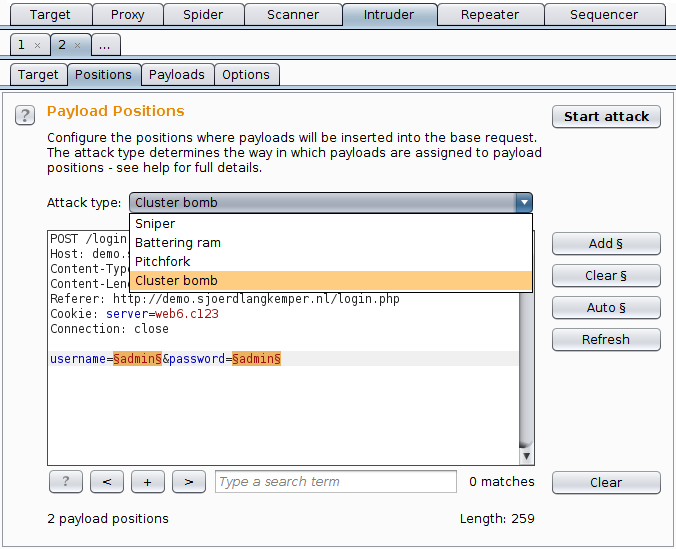 Target Proxy Spider Scanner Intruder Repeater Sequencer
1 × 2 × ...
Target Positions Payloads Options
? Payload Positions Start attack
Configure the positions where payloads will be inserted into the base request.
The attack type determines the way in which payloads are assigned to payload
positions - see help for full details.
Attack type: Cluster bomb
Sniper
Battering ram
Pitchfork
Cluster bomb
POST /login
Host: demo.s
Content-Typ
Content-Len
Referer: http://demo.sjoerdlangkemper.nl/login.php
Cookie: server=web6.c123
Connection: close
username=§admin§&password=§admin§
Add §
Clear §
Auto §
Refresh
? < + > Type a search term 0 matches Clear
2 payload positions Length: 259